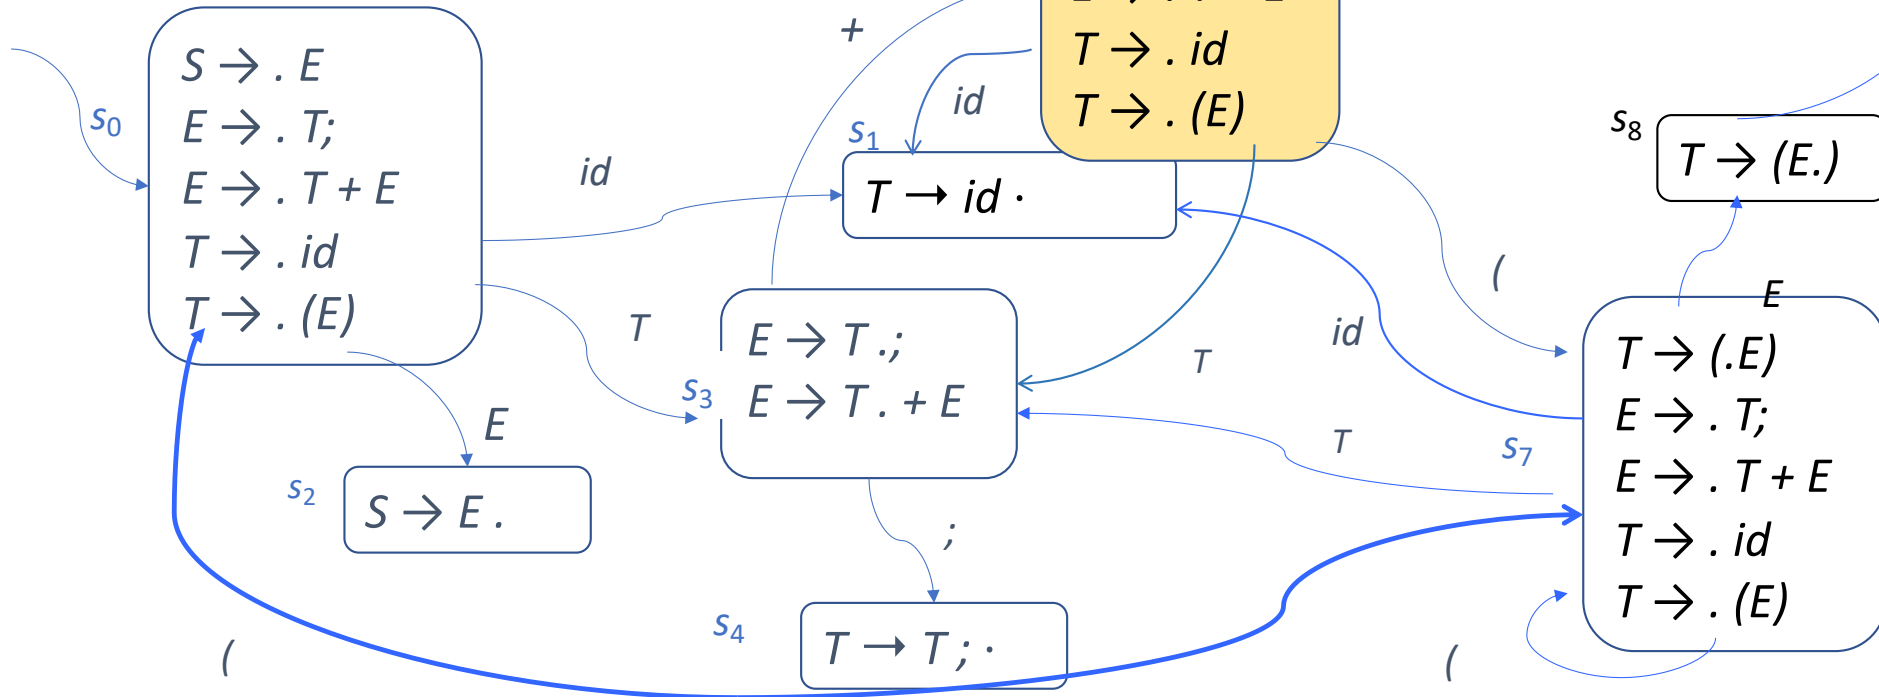 S → . E
E → . T;
E → . T + E
T → . id
T → . (E)
s0
+
T → . id
T → . (E)
id
s1
id
T → id ·
s8
T → (E.)
(
E
T
E → T .;
E → T . + E
s3
T
id
T
T → (.E)
E → . T;
E → . T + E
T → . id
T → . (E)
s7
E
s2
S → E .
;
s4
T → T ; ·
(
(